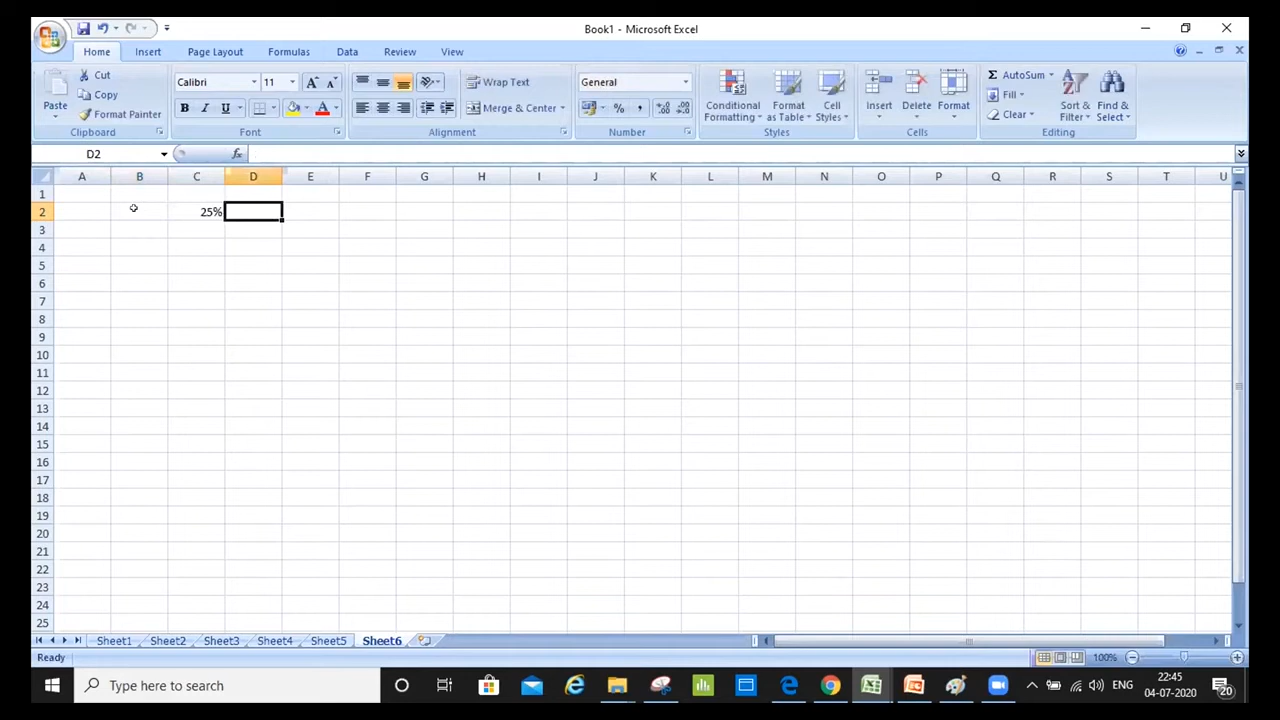 Book1 - Microsoft Excel
Home Insert Page Layout Formulas Data Review View
Paste
Cut
Copy
Format Painter
Clipboard
Calibri 11
B I U
Font
Wrap Text
Merge & Center
Alignment
General
% ,
Number
Conditional Formatting
Format as Table
Cell Styles
Styles
Insert Delete Format
Cells
Σ AutoSum
Fill
Clear
Sort & Filter
Find & Select
Editing
D2 fx
A B C D E F G H I J K L M N O P Q R S T U
1
2 25%
3
4
5
6
7
8
9
10
11
12
13
14
15
16
17
18
19
20
21
22
23
24
25
Sheet1 Sheet2 Sheet3 Sheet4 Sheet5 Sheet6
Ready 100%
Type here to search
ENG
22:45
04-07-2020
20